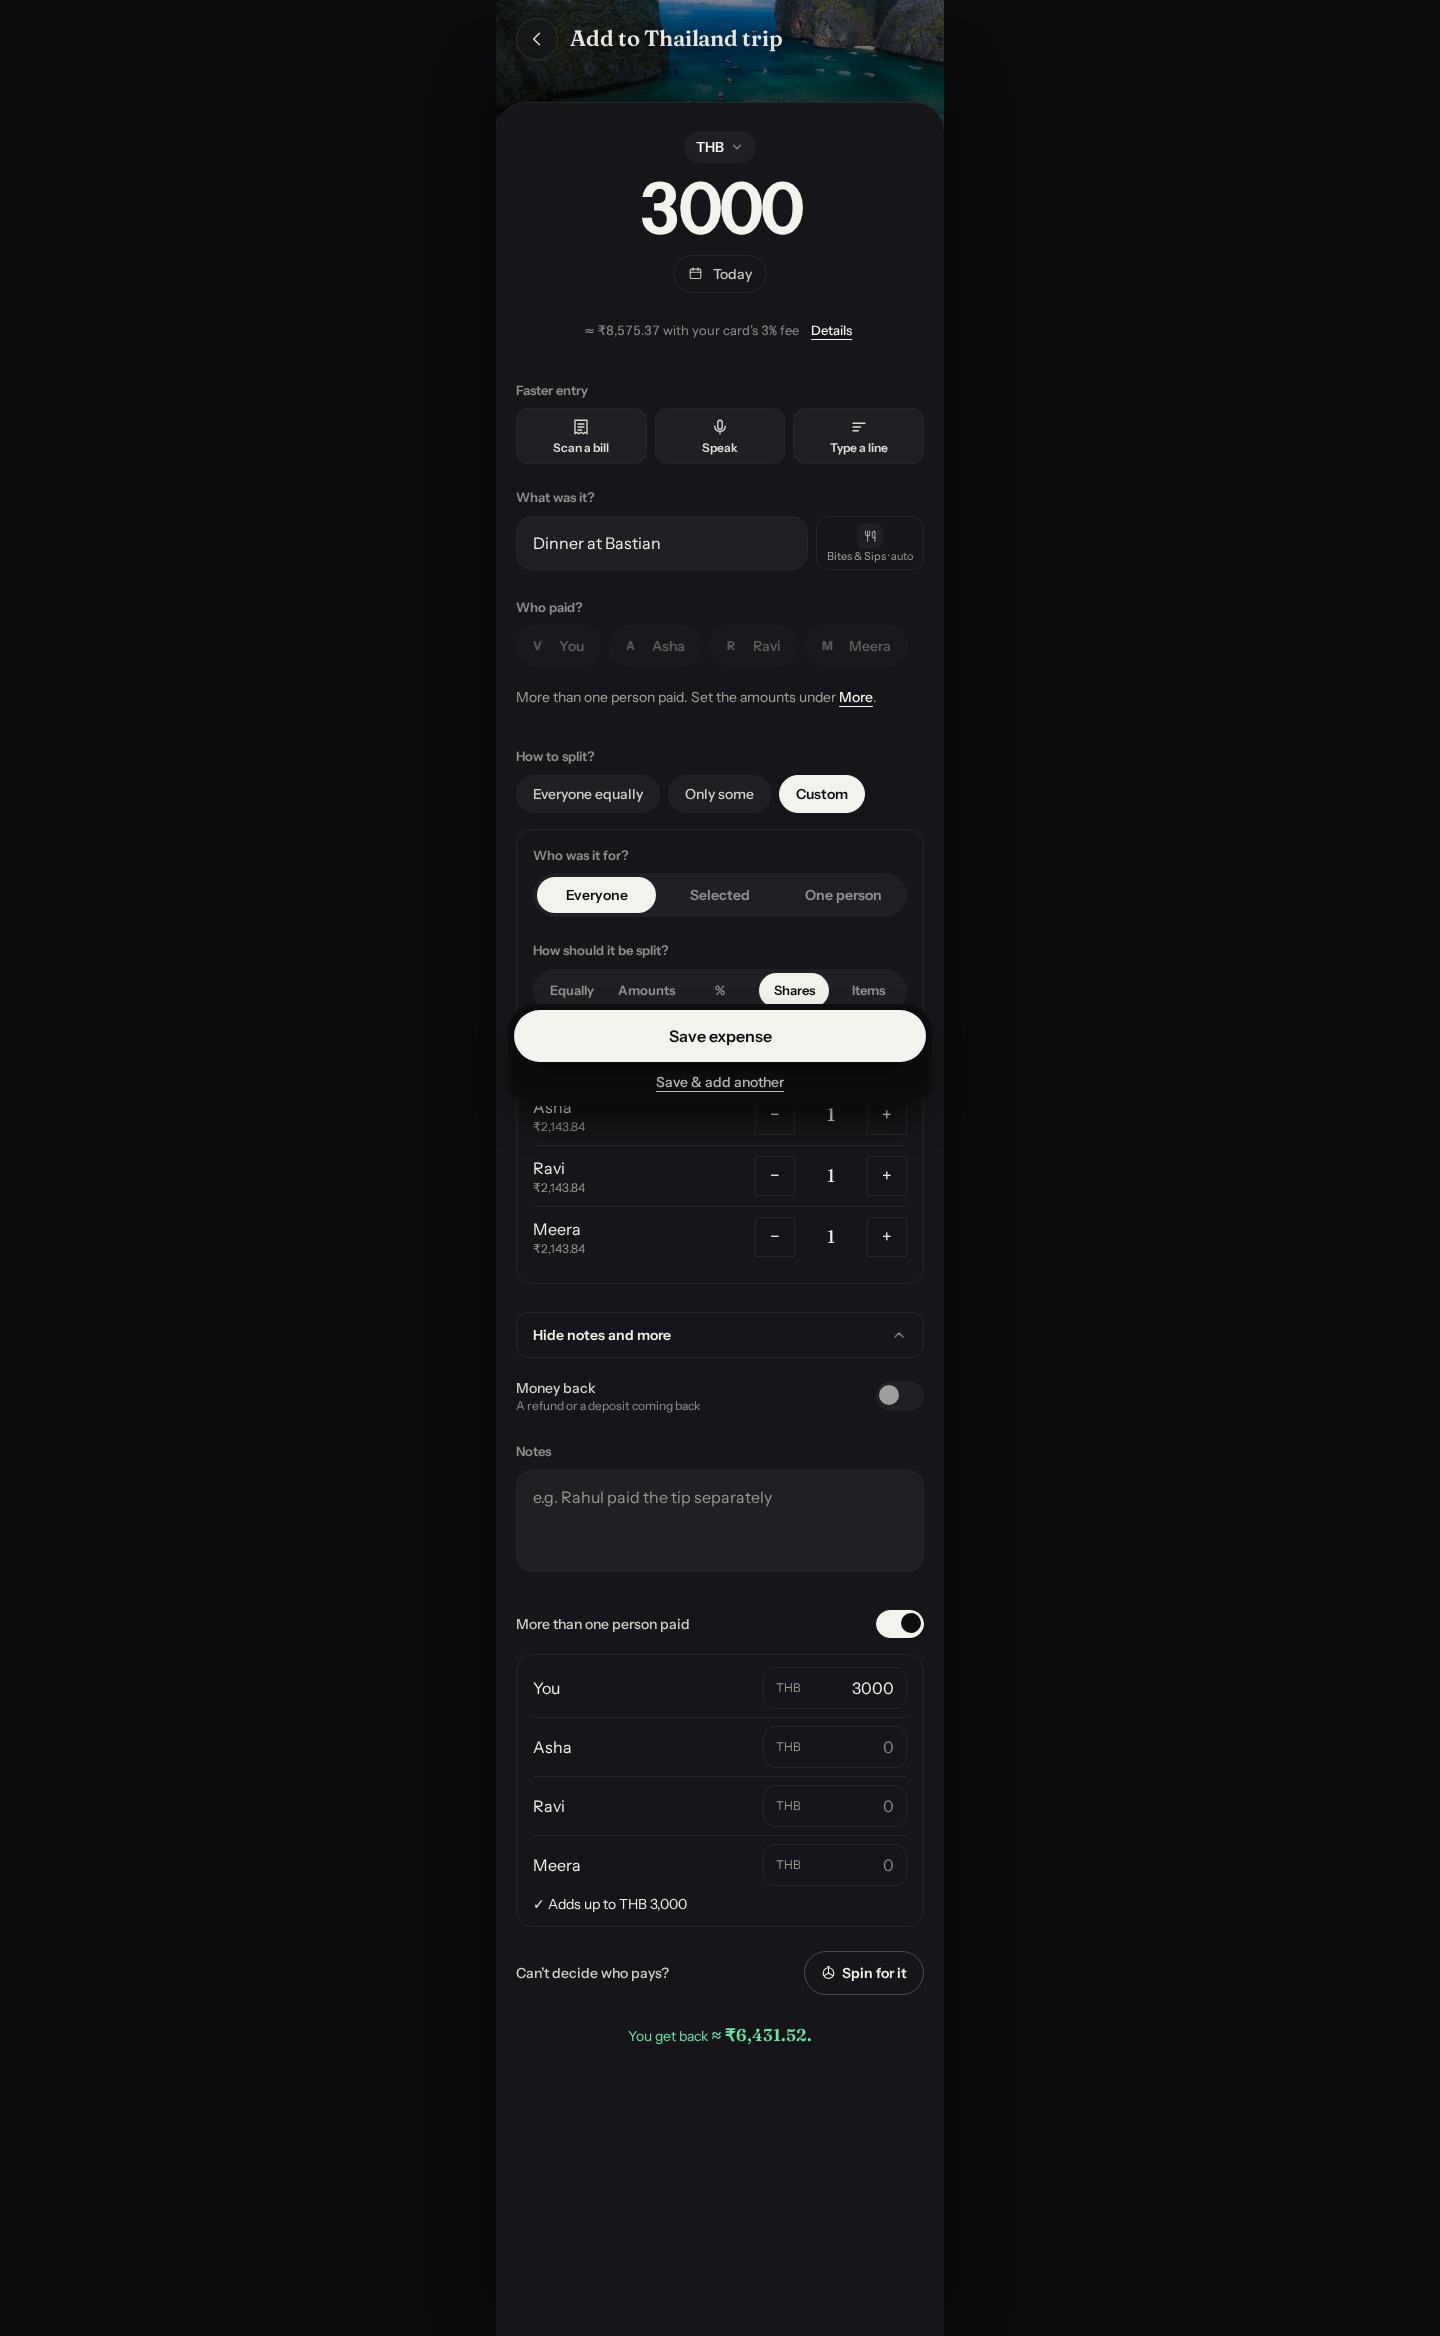 Add to Thailand trip
THB
3000
Today
≈ ₹8,575.37 with your card's 3% fee Details
Faster entry
Scan a bill Speak Type a line
What was it?
Dinner at Bastian
Bites & Sips · auto
Who paid?
V You A Asha R Ravi M Meera
More than one person paid. Set the amounts under More.
How to split?
Everyone equally Only some Custom
Who was it for?
Everyone Selected One person
How should it be split?
Equally Amounts % Shares Items
Save expense
Save & add another
Asha − 1 +
₹2,143.84
Ravi − 1 +
₹2,143.84
Meera − 1 +
₹2,143.84
Hide notes and more
Money back
A refund or a deposit coming back
Notes
e.g. Rahul paid the tip separately
More than one person paid
You THB 3000
Asha THB 0
Ravi THB 0
Meera THB 0
✓ Adds up to THB 3,000
Can't decide who pays? Spin for it
You get back ≈ ₹6,431.52.